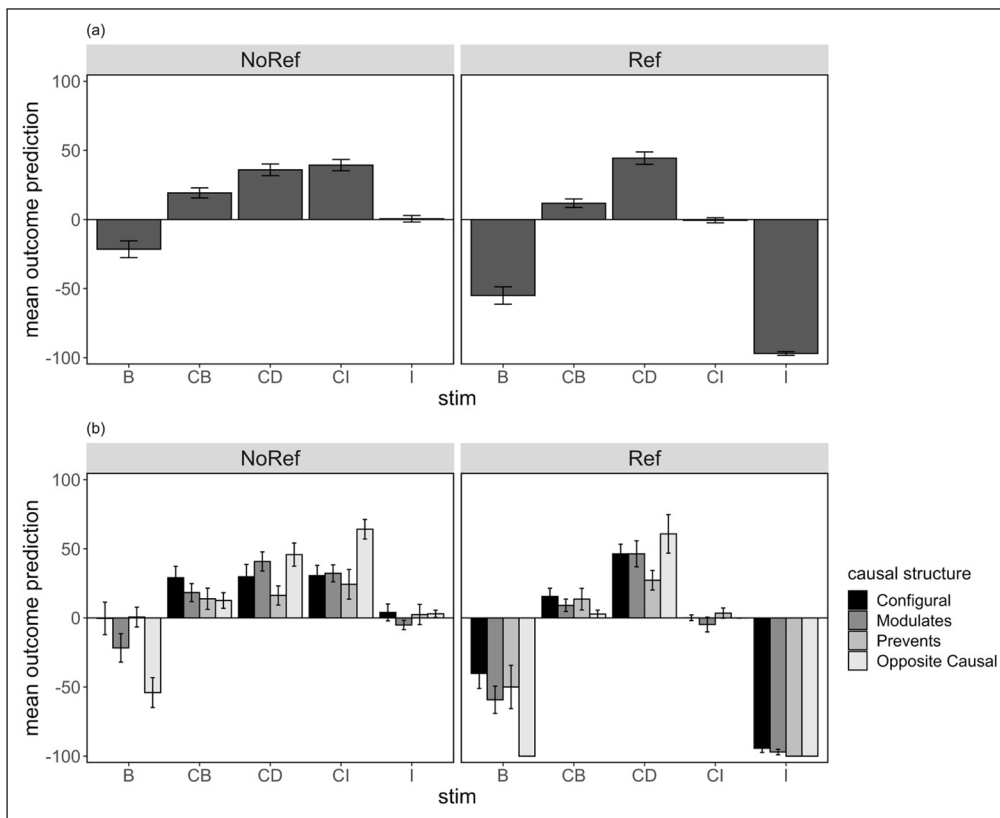 (a)
NoRef Ref
mean outcome prediction
100
50
0
-50
-100
B CB CD CI I B CB CD CI I
stim
(b)
NoRef Ref
mean outcome prediction
100
50
0
-50
-100
B CB CD CI I B CB CD CI I
stim
causal structure
Configural
Modulates
Prevents
Opposite Causal